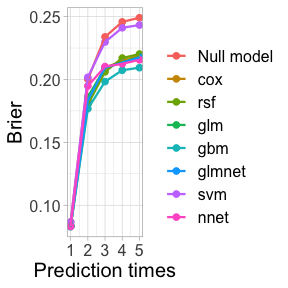 0.25
0.20
0.15
0.10
Brier
1 2 3 4 5
Prediction times
Null model
cox
rsf
glm
gbm
glmnet
svm
nnet